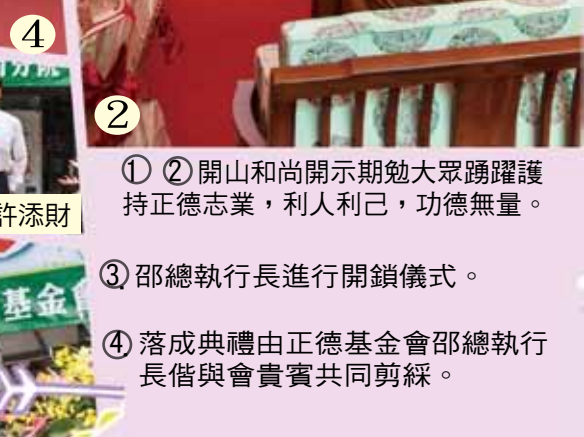 ④
分院
②
許添財
基金會
① ②開山和尚開示期勉大眾踴躍護
持正德志業，利人利己，功德無量。
③邵總執行長進行開鎖儀式。
④落成典禮由正德基金會邵總執行
長偕與會貴賓共同剪綵。